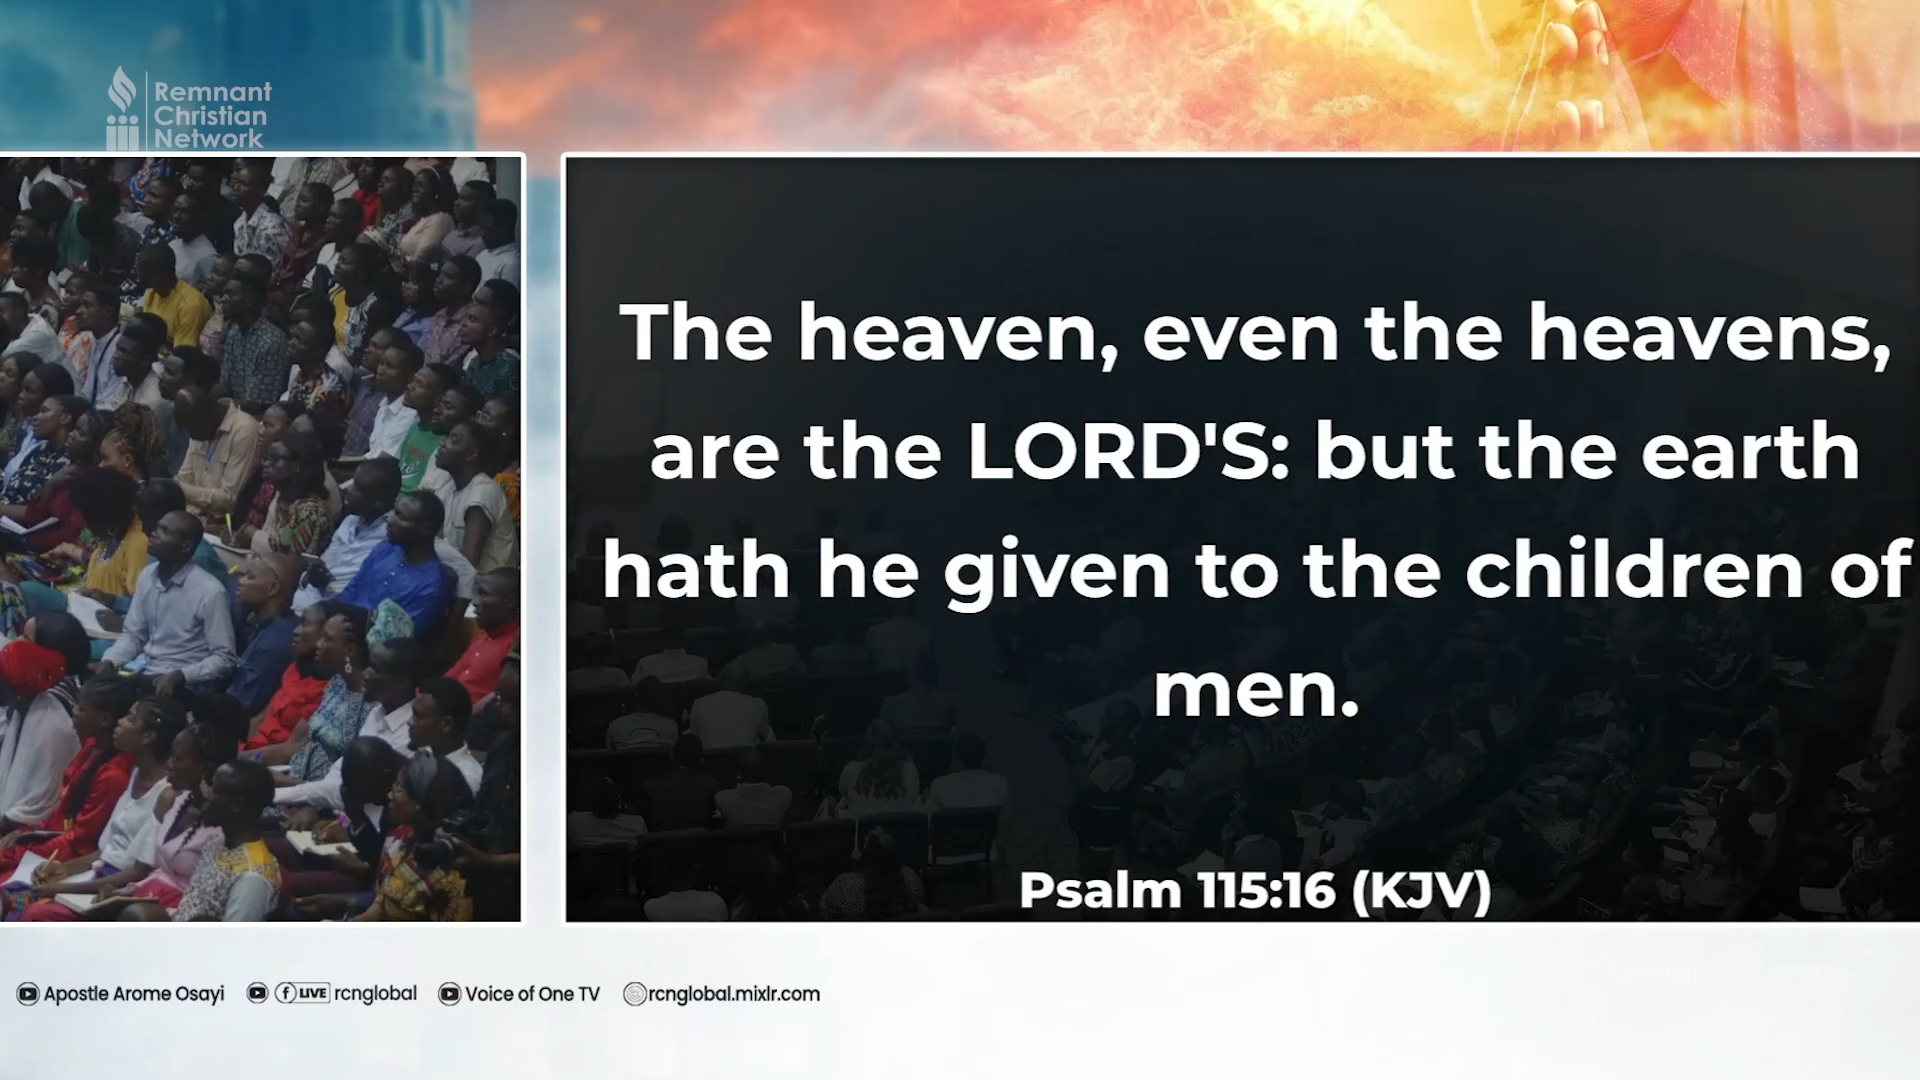 Remnant
Christian
Network
The heaven, even the heavens,
are the LORD'S: but the earth
hath he given to the children of
men.
Psalm 115:16 (KJV)
Apostle Arome Osayi LIVE rcnglobal Voice of One TV rcnglobal.mixlr.com